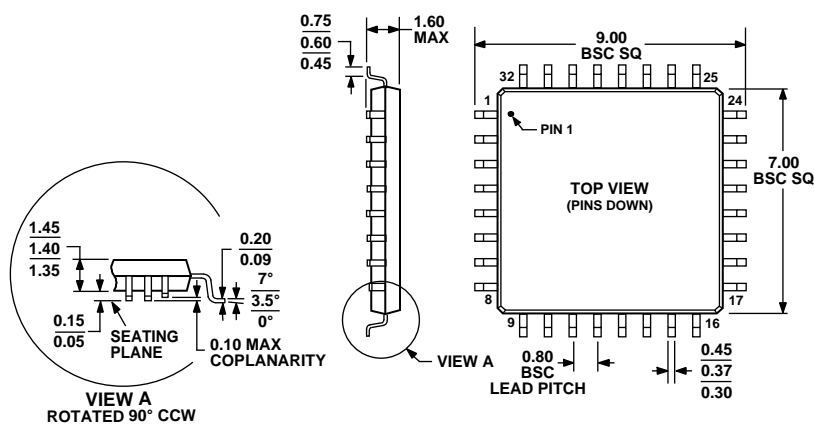 0.75
0.60
0.45
1.60
MAX
9.00
BSC SQ
32
25
1
24
PIN 1
TOP VIEW
(PINS DOWN)
7.00
BSC SQ
8
17
9
16
0.80
BSC
LEAD PITCH
0.45
0.37
0.30
VIEW A
1.45
1.40
1.35
0.20
0.09
7°
3.5°
0°
0.15
0.05
SEATING
PLANE
0.10 MAX
COPLANARITY
VIEW A
ROTATED 90° CCW